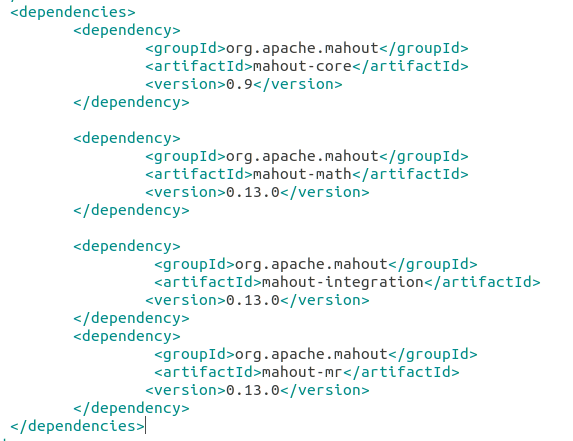 <dependencies>
<dependency>
<groupId>org.apache.mahout</groupId>
<artifactId>mahout-core</artifactId>
<version>0.9</version>
</dependency>
<dependency>
<groupId>org.apache.mahout</groupId>
<artifactId>mahout-math</artifactId>
<version>0.13.0</version>
</dependency>
<dependency>
<groupId>org.apache.mahout</groupId>
<artifactId>mahout-integration</artifactId>
<version>0.13.0</version>
</dependency>
<dependency>
<groupId>org.apache.mahout</groupId>
<artifactId>mahout-mr</artifactId>
<version>0.13.0</version>
</dependency>
</dependencies>